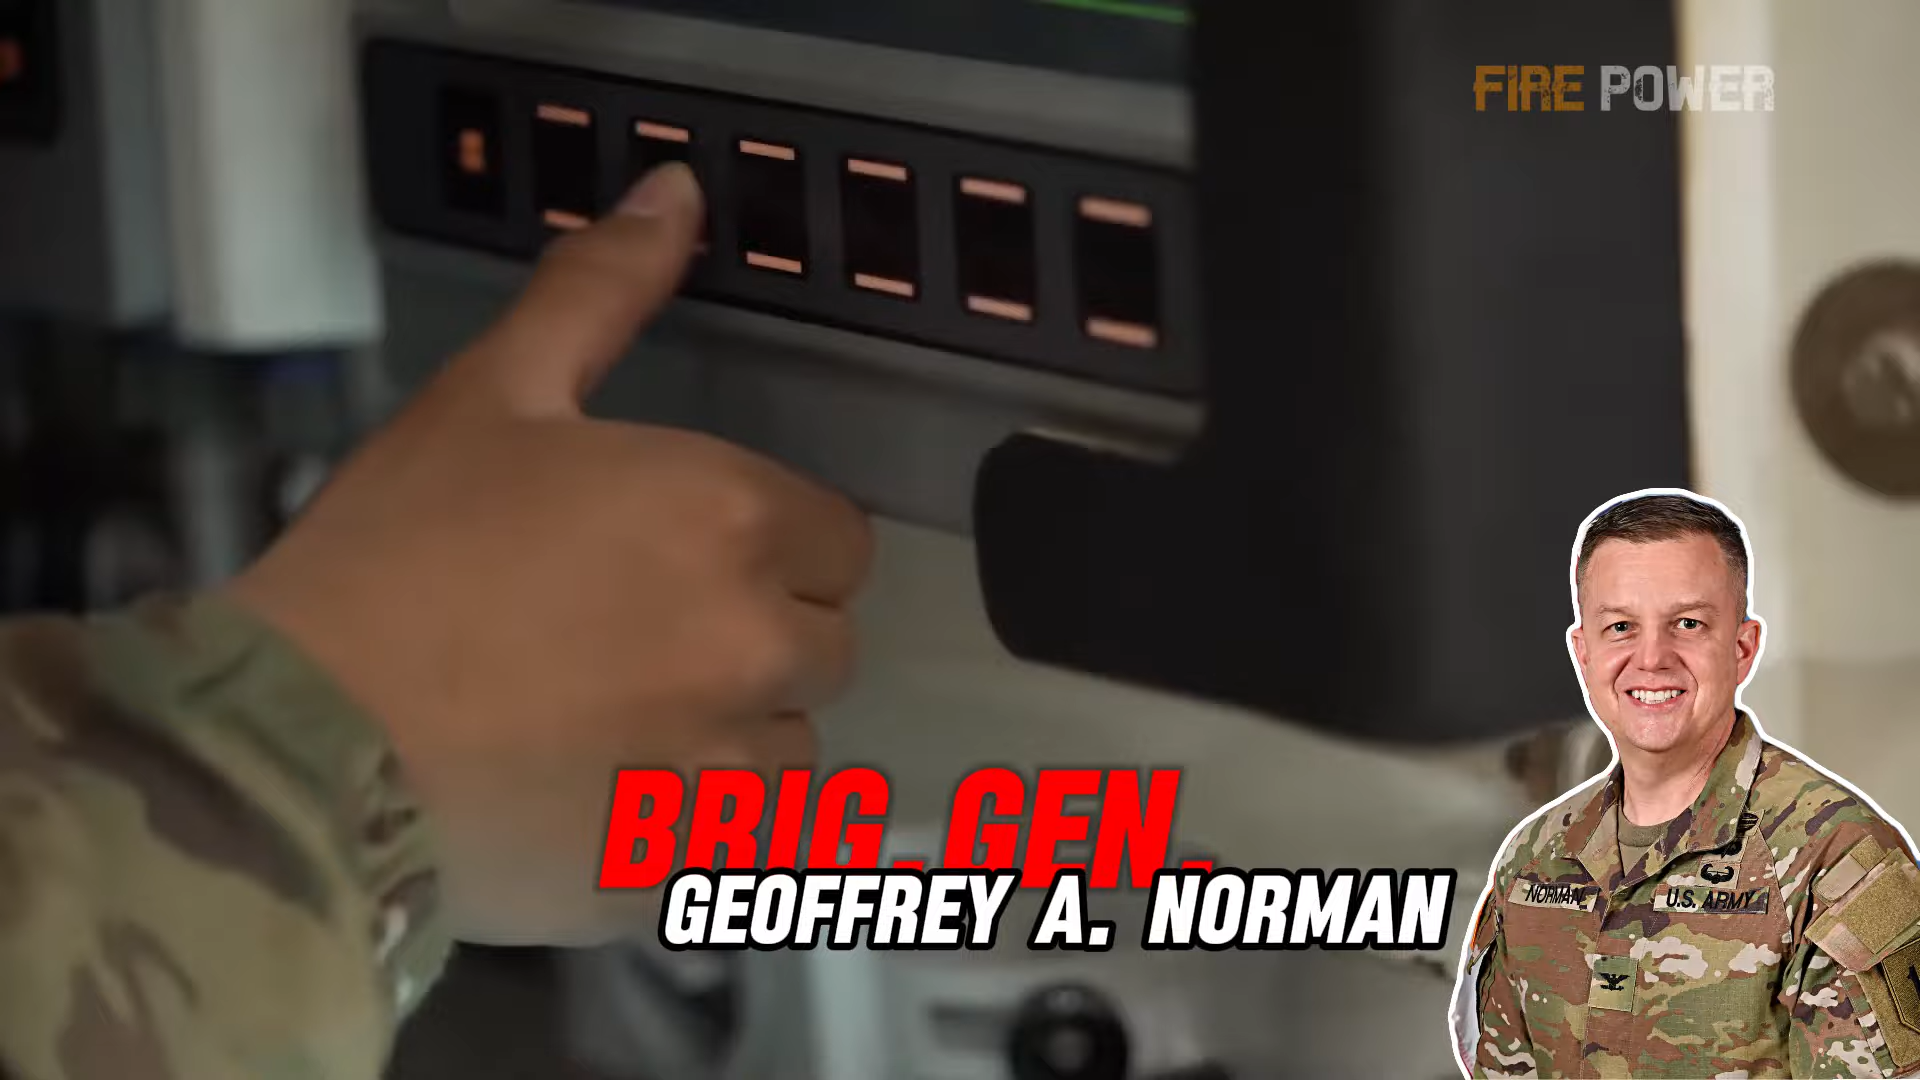 FIRE POWER
BRIG. GEN.
GEOFFREY A. NORMAN
NORMAN
U.S. ARMY